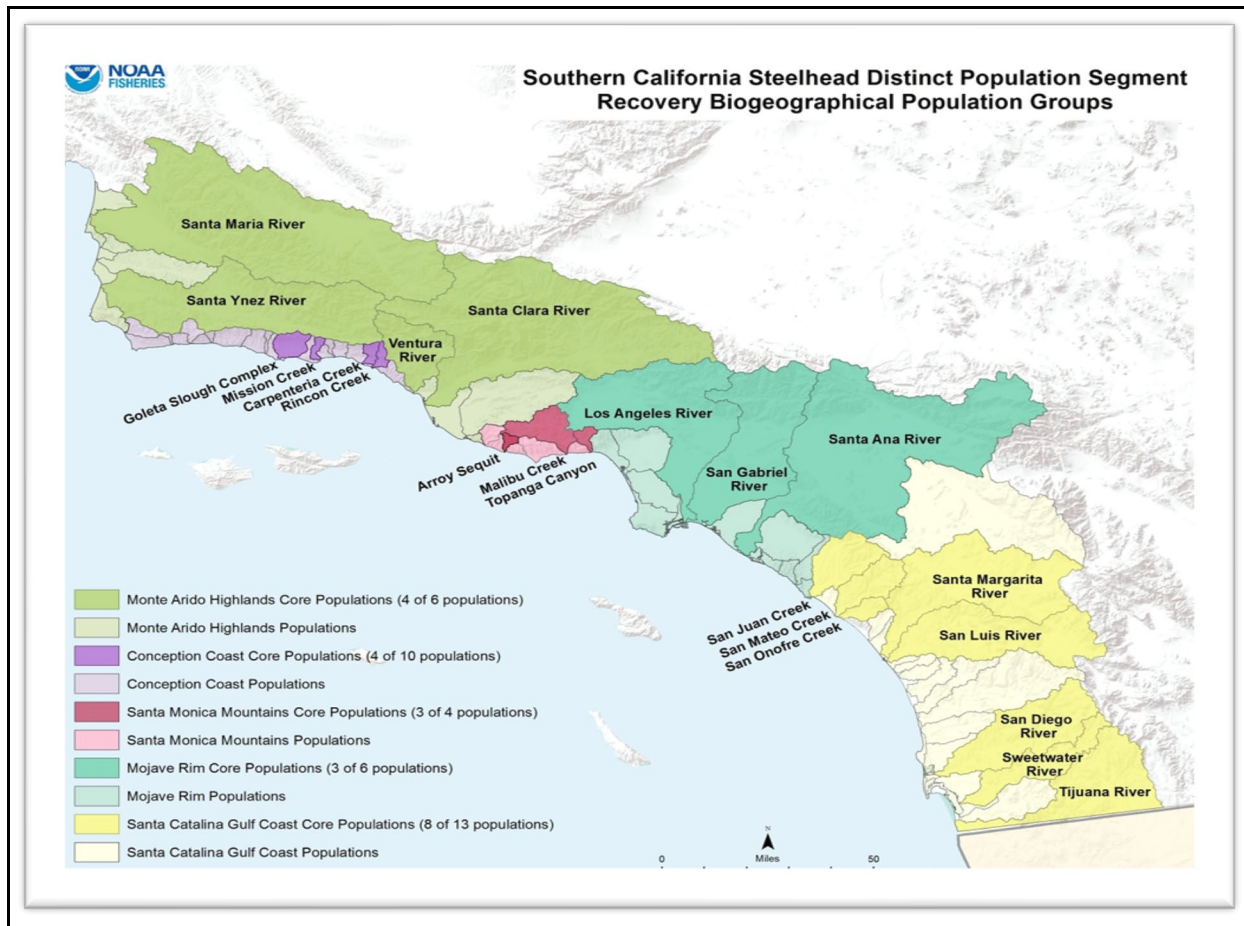 NOAA
FISHERIES
Southern California Steelhead Distinct Population Segment
Recovery Biogeographical Population Groups
Santa Maria River
Santa Ynez River
Santa Clara River
Ventura
River
Goleta Slough Complex
Mission Creek
Carpenteria Creek
Rincon Creek
Los Angeles River
Santa Ana River
San Gabriel
River
Arroy Sequit
Malibu Creek
Topanga Canyon
Santa Margarita
River
San Luis River
San Juan Creek
San Mateo Creek
San Onofre Creek
San Diego
River
Sweetwater
River
Tijuana River
Monte Arido Highlands Core Populations (4 of 6 populations)
Monte Arido Highlands Populations
Conception Coast Core Populations (4 of 10 populations)
Conception Coast Populations
Santa Monica Mountains Core Populations (3 of 4 populations)
Santa Monica Mountains Populations
Mojave Rim Core Populations (3 of 6 populations)
Mojave Rim Populations
Santa Catalina Gulf Coast Core Populations (8 of 13 populations)
Santa Catalina Gulf Coast Populations
N
Miles
0 50